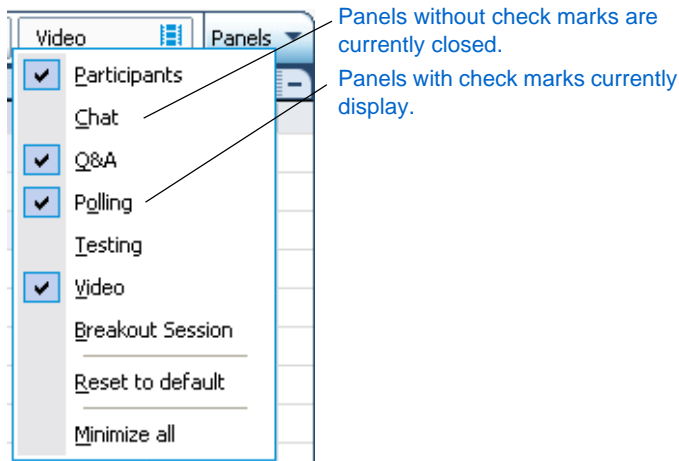 Video
Panels
Panels without check marks are
currently closed.
Panels with check marks currently
display.
Participants
Chat
Q&A
Polling
Testing
Video
Breakout Session
Reset to default
Minimize all